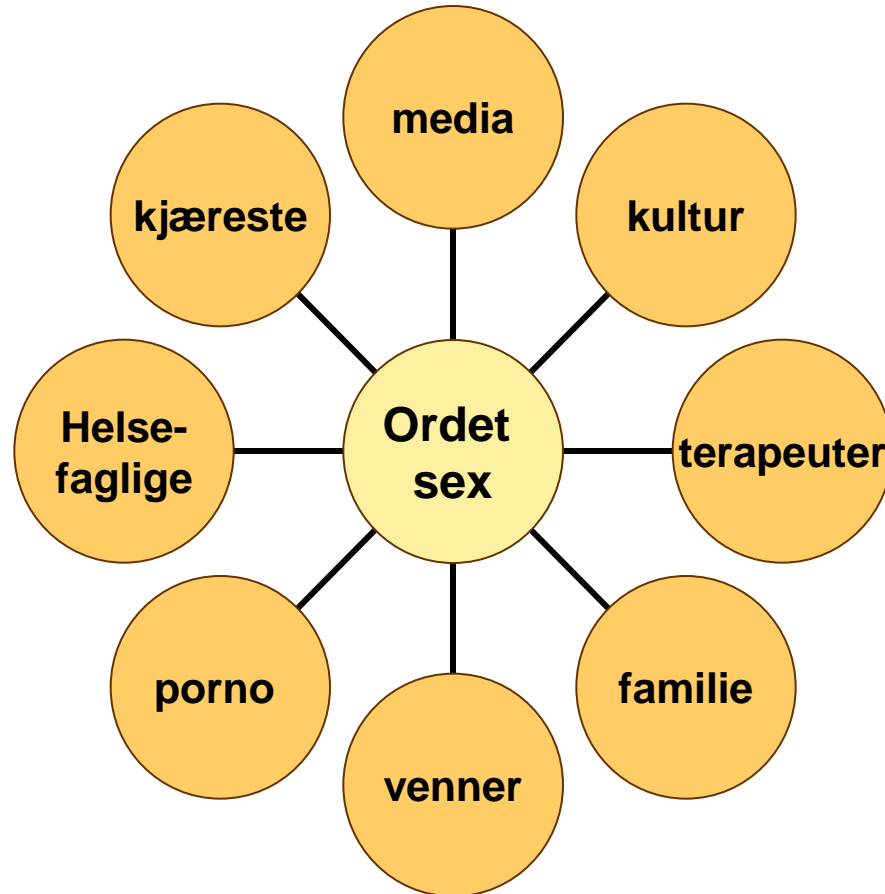 media
kjæreste
kultur
Helse-
faglige
Ordet
sex
terapeuter
porno
familie
venner